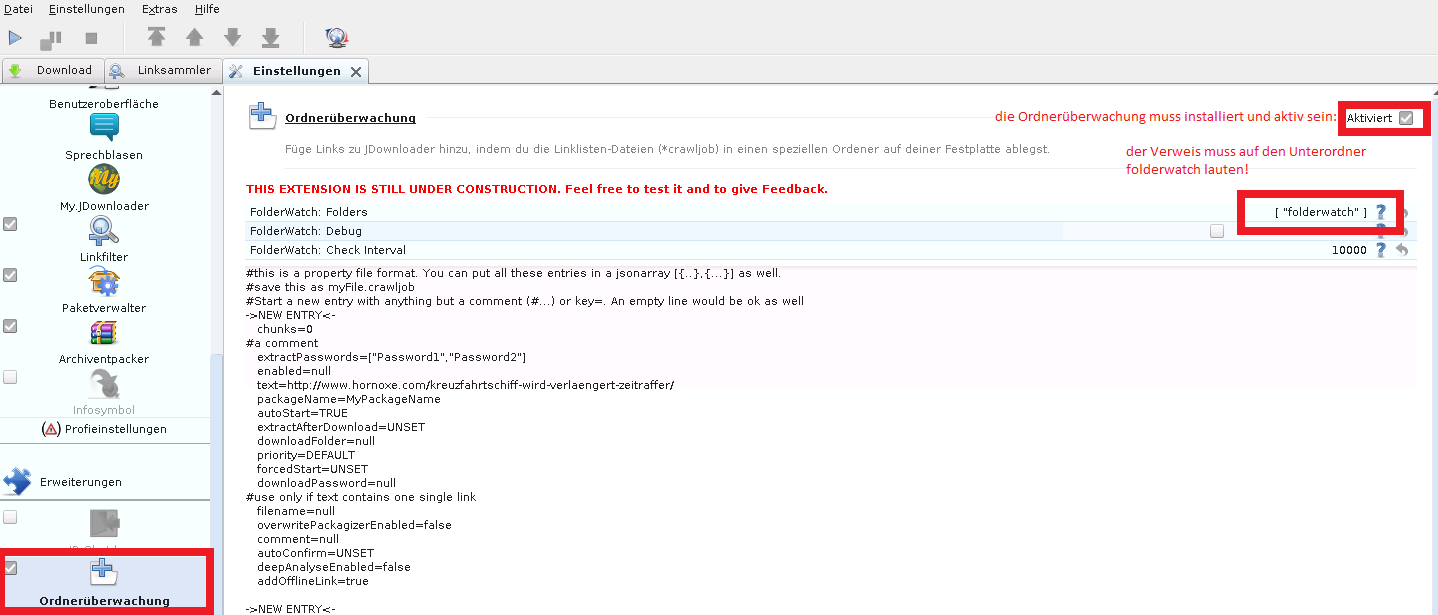 Datei Einstellungen Extras Hilfe
Download Linksammler Einstellungen
Benutzeroberfläche
Sprechblasen
My
My.JDownloader
Linkfilter
Paketverwalter
Archiventpacker
Infosymbol
Profieinstellungen
Erweiterungen
Ordnerüberwachung
Ordnerüberwachung
die Ordnerüberwachung muss installiert und aktiv sein:
Aktiviert
Füge Links zu JDownloader hinzu, indem du die Linklisten-Dateien (*crawljob) in einen speziellen Ordener auf deiner Festplatte ablegst.
der Verweis muss auf den Unterordner
folderwatch lauten!
THIS EXTENSION IS STILL UNDER CONSTRUCTION. Feel free to test it and to give Feedback.
FolderWatch: Folders [ "folderwatch" ]
FolderWatch: Debug
FolderWatch: Check Interval 10000
#this is a property file format. You can put all these entries in a jsonarray [{..},{...}] as well.
#save this as myFile.crawljob
#Start a new entry with anything but a comment (#...) or key=. An empty line would be ok as well
->NEW ENTRY<-
chunks=0
#a comment
extractPasswords=["Password1","Password2"]
enabled=null
text=http://www.hornoxe.com/kreuzfahrtschiff-wird-verlaengert-zeitraffer/
packageName=MyPackageName
autoStart=TRUE
extractAfterDownload=UNSET
downloadFolder=null
priority=DEFAULT
forcedStart=UNSET
downloadPassword=null
#use only if text contains one single link
filename=null
overwritePackagizerEnabled=false
comment=null
autoConfirm=UNSET
deepAnalyseEnabled=false
addOfflineLink=true
->NEW ENTRY<-